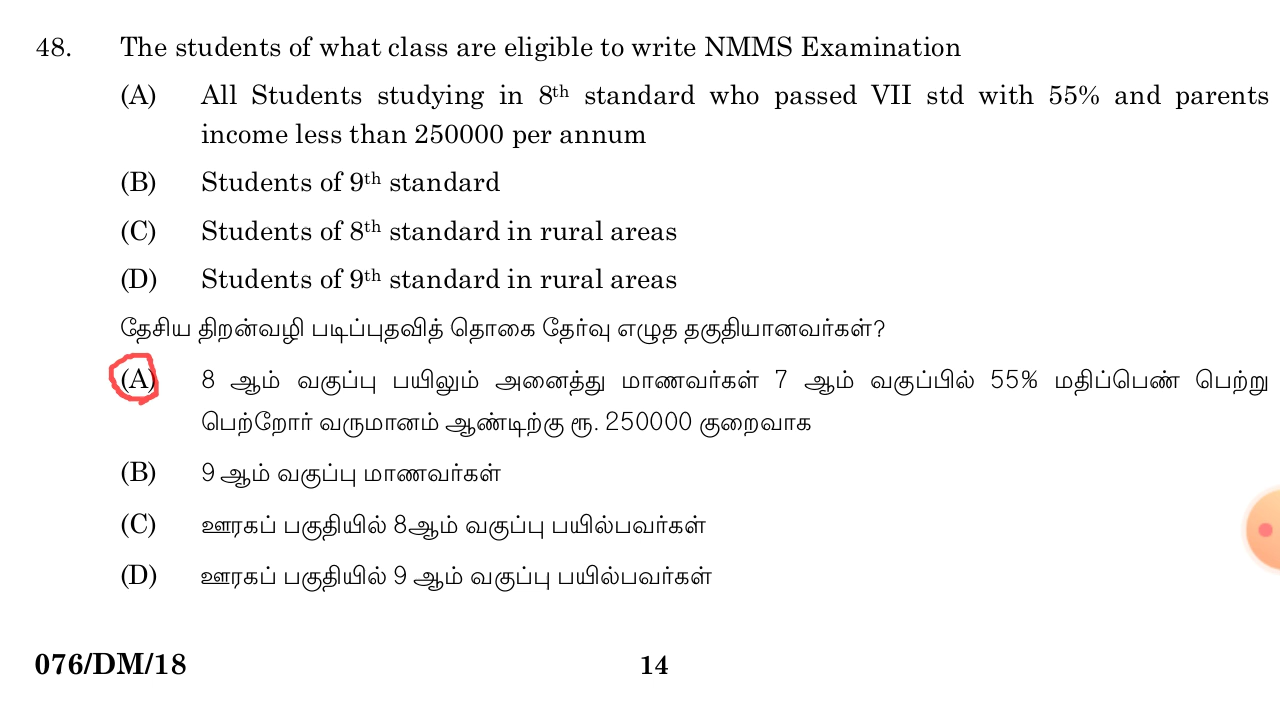 48. The students of what class are eligible to write NMMS Examination
(A) All Students studying in 8th standard who passed VII std with 55% and parents
income less than 250000 per annum
(B) Students of 9th standard
(C) Students of 8th standard in rural areas
(D) Students of 9th standard in rural areas
தேசிய திறன்வழி படிப்புதவித் தொகை தேர்வு எழுத தகுதியானவர்கள்?
(A) 8 ஆம் வகுப்பு பயிலும் அனைத்து மாணவர்கள் 7 ஆம் வகுப்பில் 55% மதிப்பெண் பெற்று
பெற்றோர் வருமானம் ஆண்டிற்கு ரூ. 250000 குறைவாக
(B) 9 ஆம் வகுப்பு மாணவர்கள்
(C) ஊரகப் பகுதியில் 8ஆம் வகுப்பு பயில்பவர்கள்
(D) ஊரகப் பகுதியில் 9 ஆம் வகுப்பு பயில்பவர்கள்
076/DM/18 14